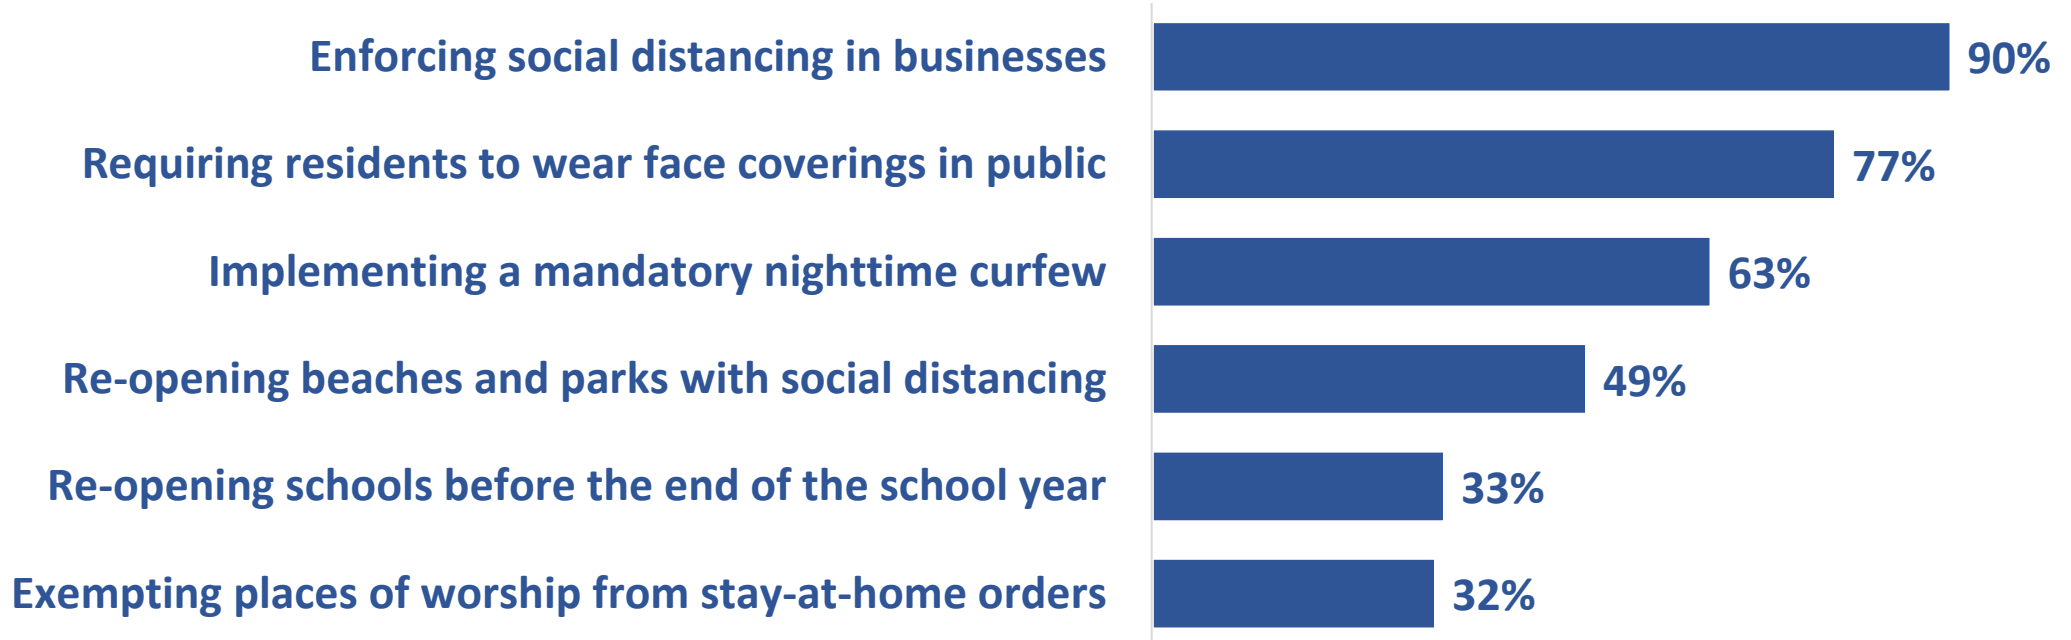 Enforcing social distancing in businesses 90%
Requiring residents to wear face coverings in public 77%
Implementing a mandatory nighttime curfew 63%
Re-opening beaches and parks with social distancing 49%
Re-opening schools before the end of the school year 33%
Exempting places of worship from stay-at-home orders 32%